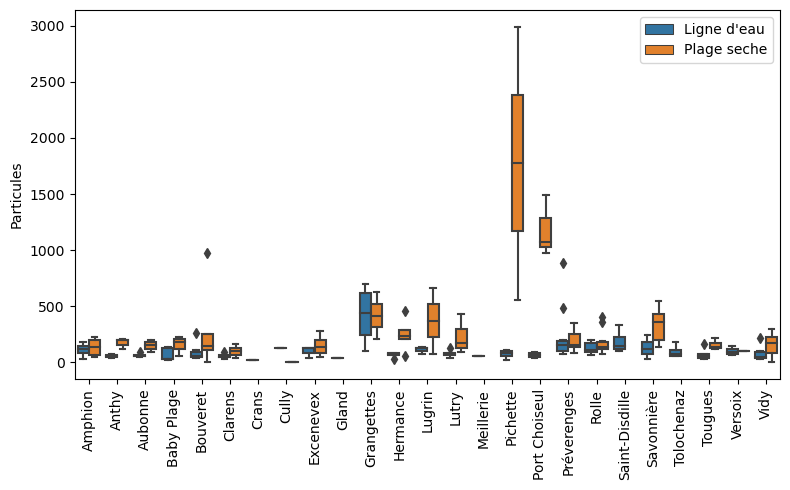 3000
2500
2000
1500
1000
500
0
Particules
Ligne d'eau
Plage seche
Amphion
Anthy
Aubonne
Baby Plage
Bouveret
Clarens
Crans
Cully
Excenevex
Gland
Grangettes
Hermance
Lugrin
Lutry
Meillerie
Pichette
Port Choiseul
Préverenges
Rolle
Saint-Disdille
Savonnière
Tolochenaz
Tougues
Versoix
Vidy